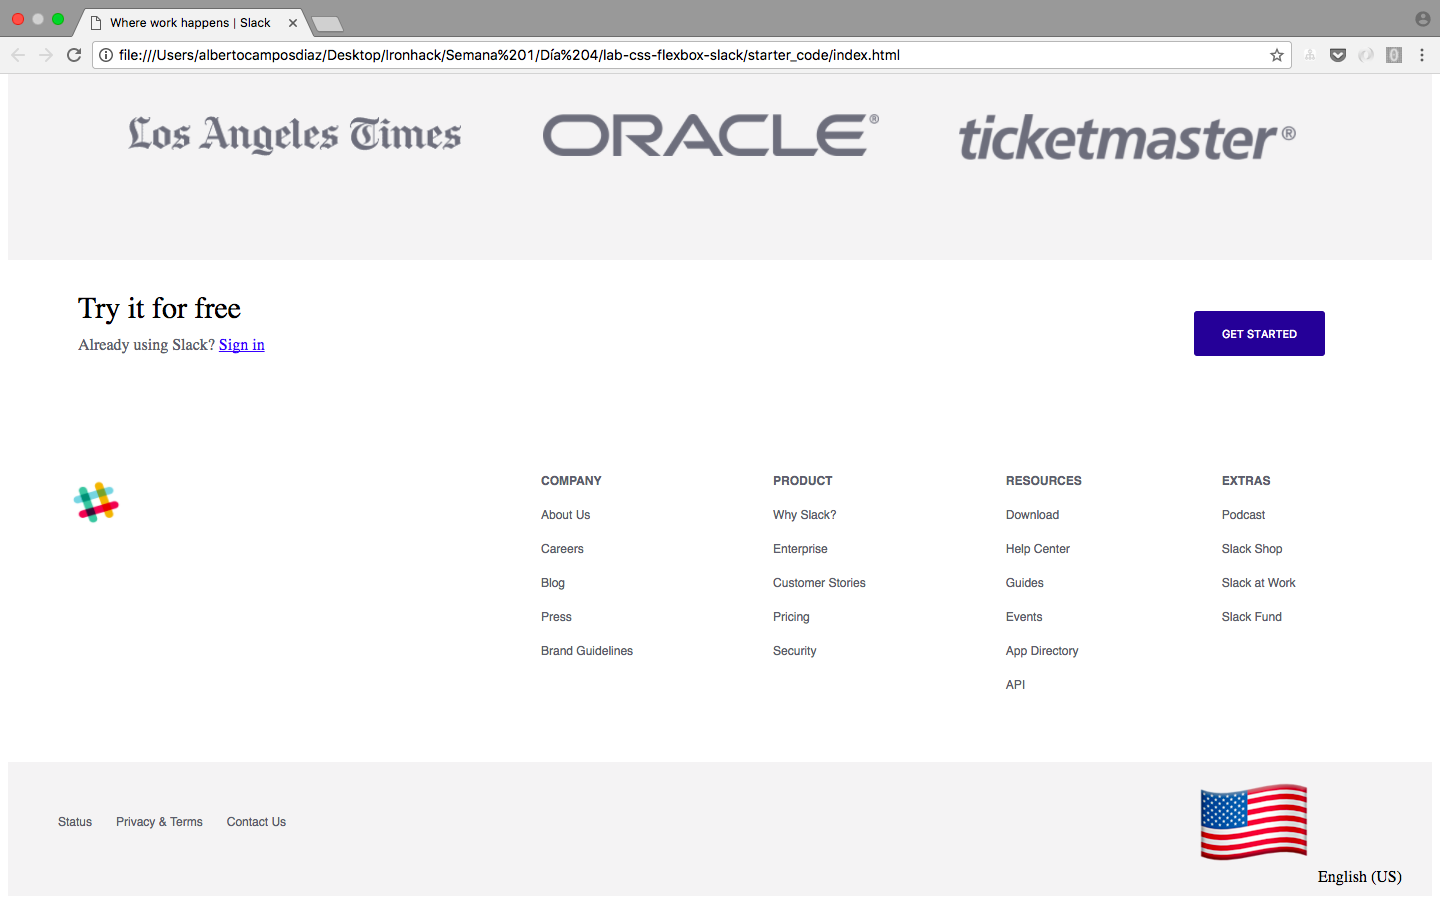 Where work happens | Slack
file:///Users/albertocamposdiaz/Desktop/Ironhack/Semana%201/Día%204/lab-css-flexbox-slack/starter_code/index.html
Los Angeles Times
ORACLE®
ticketmaster®
Try it for free
Already using Slack? Sign in
GET STARTED
COMPANY
About Us
Careers
Blog
Press
Brand Guidelines
PRODUCT
Why Slack?
Enterprise
Customer Stories
Pricing
Security
RESOURCES
Download
Help Center
Guides
Events
App Directory
API
EXTRAS
Podcast
Slack Shop
Slack at Work
Slack Fund
Status
Privacy & Terms
Contact Us
English (US)